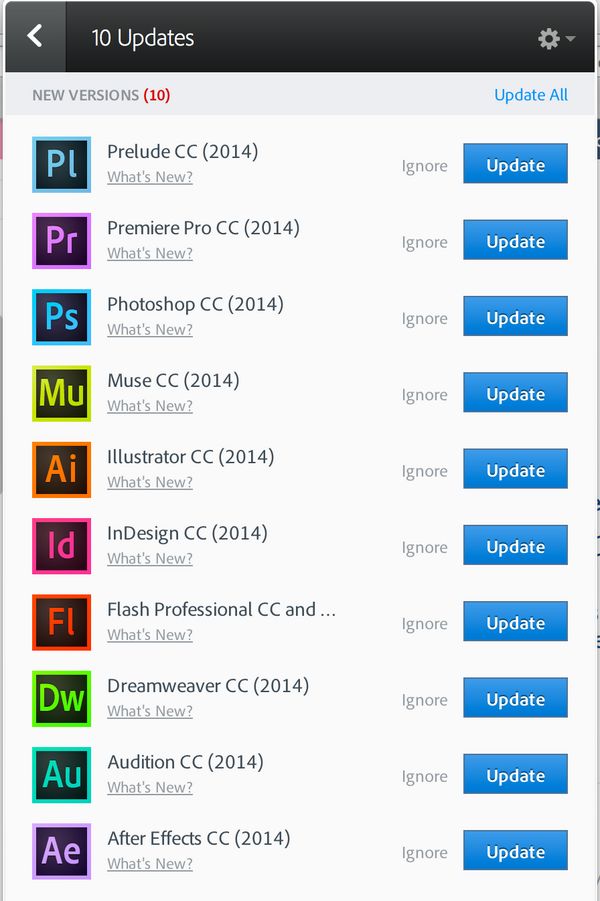 10 Updates
NEW VERSIONS (10) Update All
Pl Prelude CC (2014) Ignore Update
What's New?
Pr Premiere Pro CC (2014) Ignore Update
What's New?
Ps Photoshop CC (2014) Ignore Update
What's New?
Mu Muse CC (2014) Ignore Update
What's New?
Ai Illustrator CC (2014) Ignore Update
What's New?
Id InDesign CC (2014) Ignore Update
What's New?
Fl Flash Professional CC and ... Ignore Update
What's New?
Dw Dreamweaver CC (2014) Ignore Update
What's New?
Au Audition CC (2014) Ignore Update
What's New?
Ae After Effects CC (2014) Ignore Update
What's New?